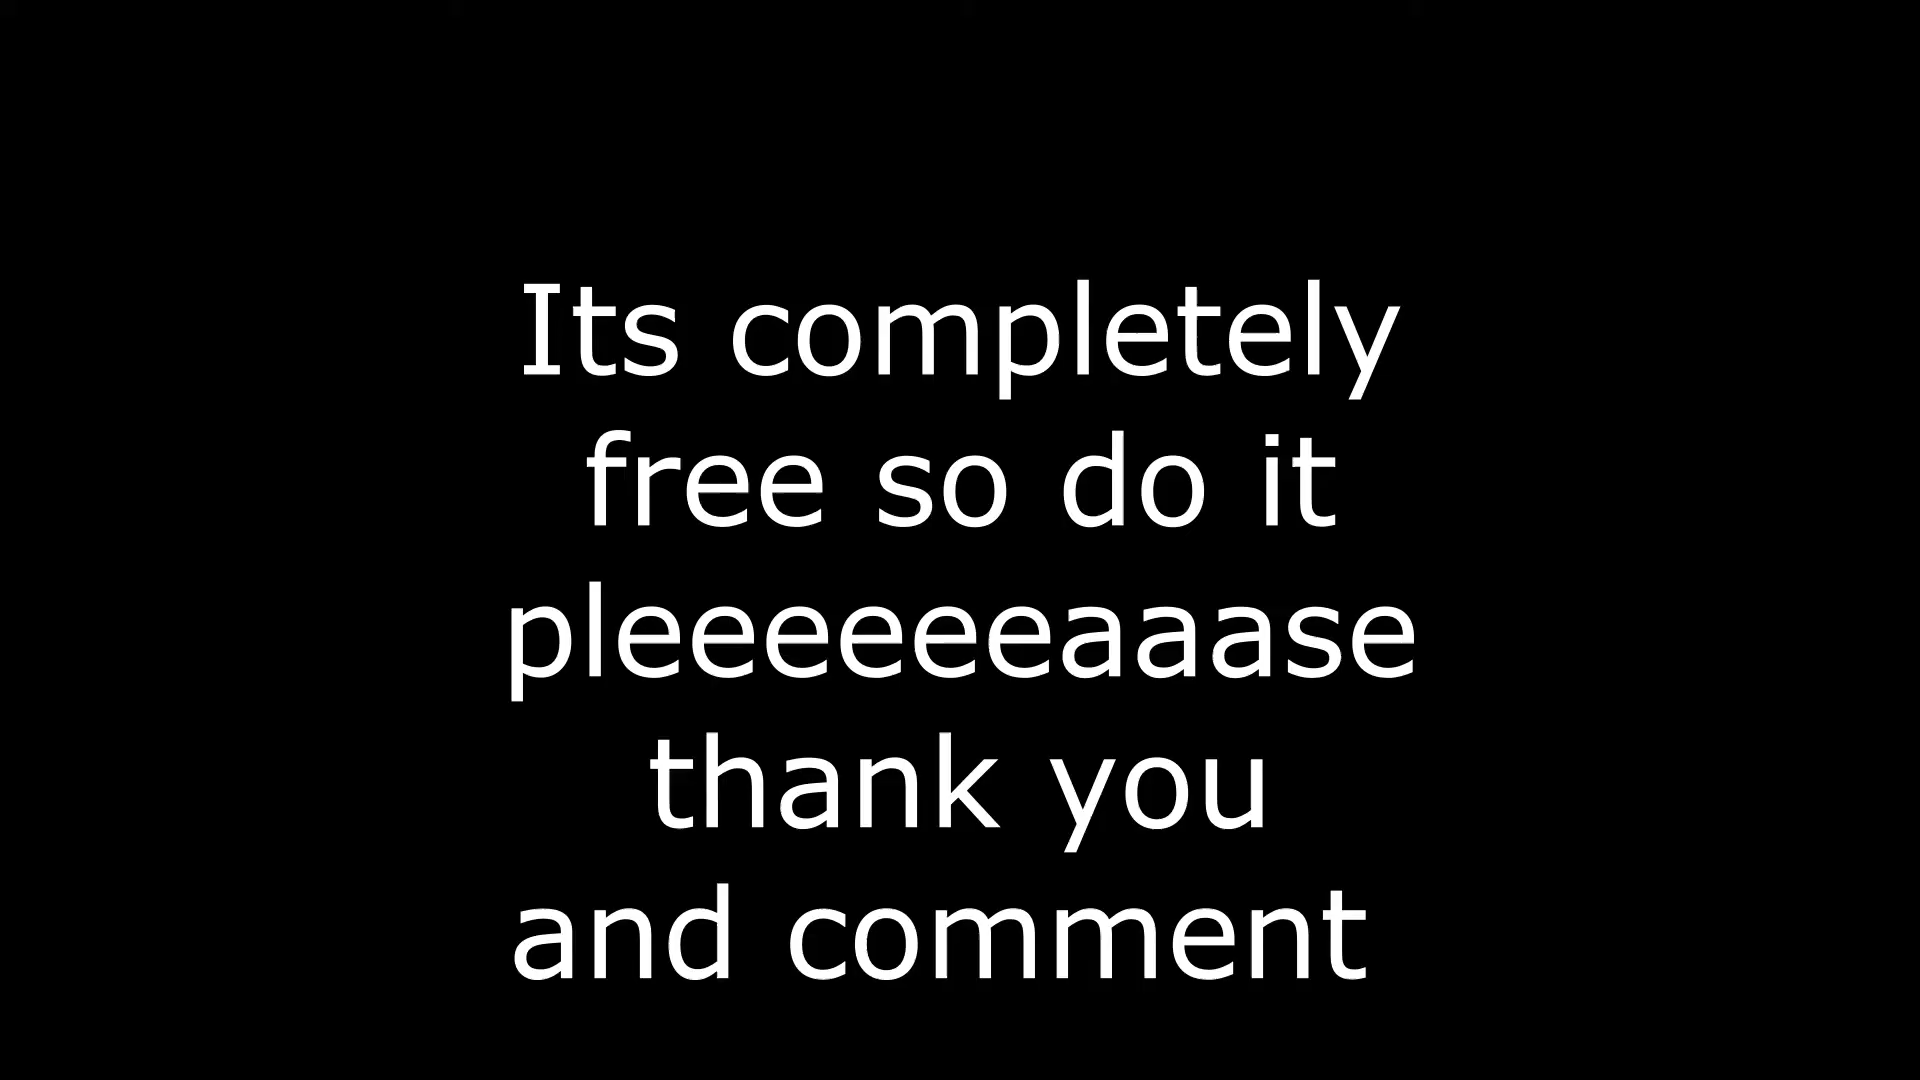 Its completely
free so do it
pleeeeeeaaase
thank you
and comment